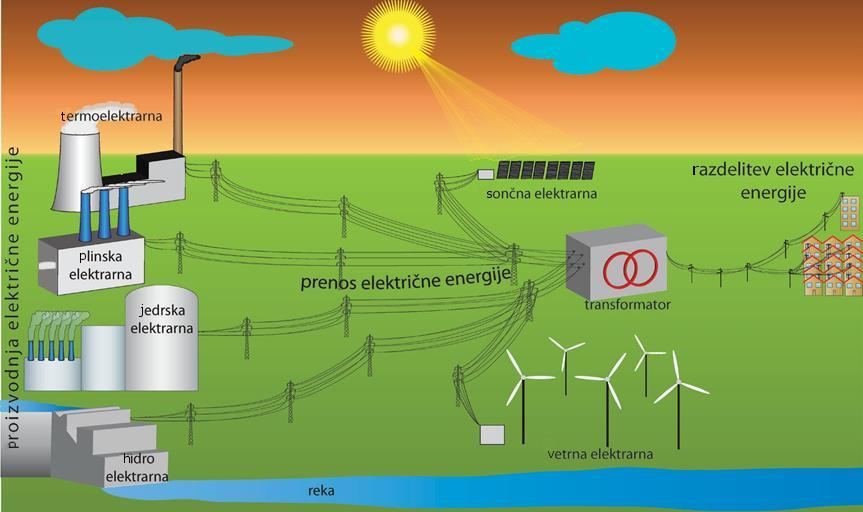 termoelektrarna
proizvodnja električne energije
plinska
elektrarna
jedrska
elektrarna
hidro
elektrarna
reka
prenos električne energije
sončna elektrarna
transformator
vetrna elektrarna
razdelitev električne
energije